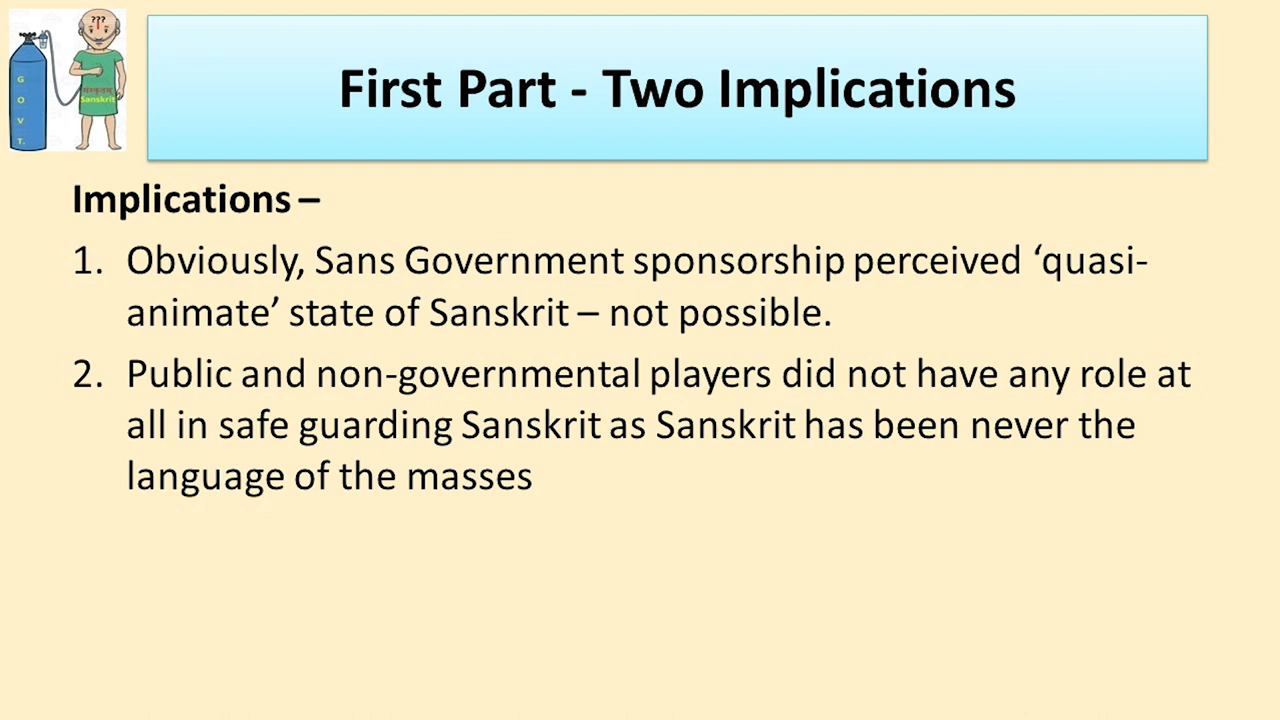 ???
G
O
V
T.
संस्कृतम्
Sanskrit
First Part - Two Implications
Implications –
1. Obviously, Sans Government sponsorship perceived ‘quasi-
animate’ state of Sanskrit – not possible.
2. Public and non-governmental players did not have any role at
all in safe guarding Sanskrit as Sanskrit has been never the
language of the masses